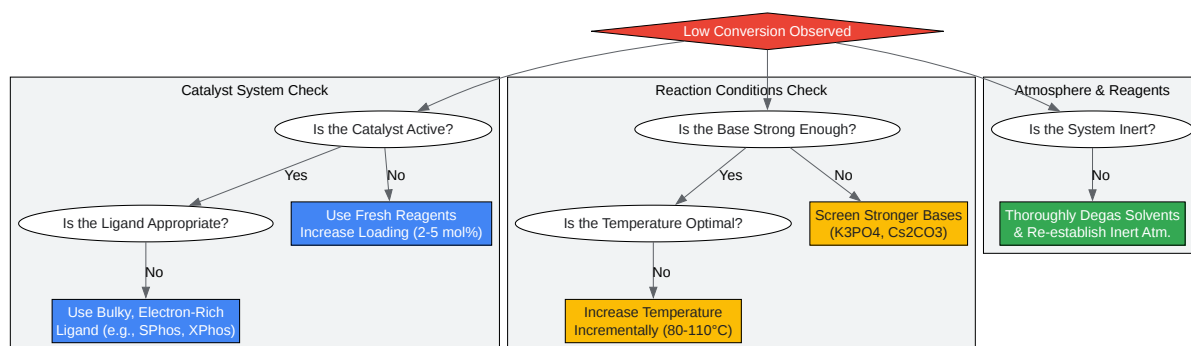 Low Conversion Observed
Catalyst System Check
Reaction Conditions Check
Atmosphere & Reagents
Is the Catalyst Active?
Is the Base Strong Enough?
Is the System Inert?
Yes
No
Yes
No
No
Is the Ligand Appropriate?
Use Fresh Reagents
Increase Loading (2-5 mol%)
Is the Temperature Optimal?
Screen Stronger Bases
(K3PO4, Cs2CO3)
Thoroughly Degas Solvents
& Re-establish Inert Atm.
No
No
Use Bulky, Electron-Rich
Ligand (e.g., SPhos, XPhos)
Increase Temperature
Incrementally (80-110°C)